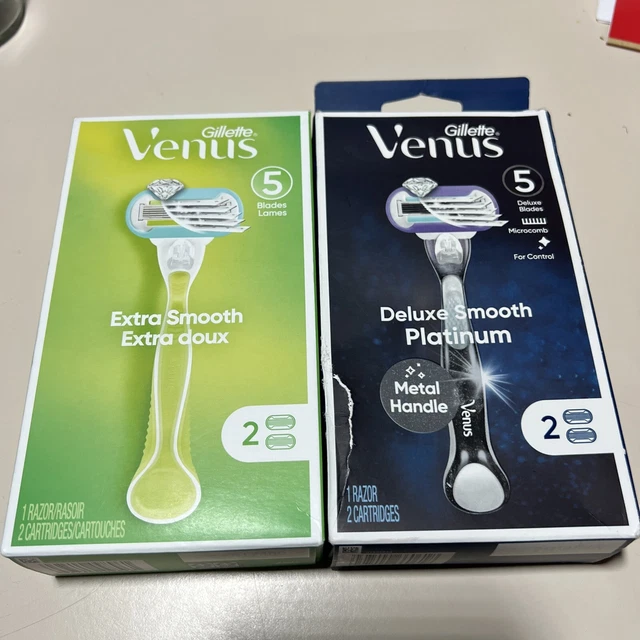 Gillette
Venus
5
Blades
Lames
Extra Smooth
Extra doux
2
1 RAZOR/RASOIR
2 CARTRIDGES/CARTOUCHES
Gillette
Venus
5
Deluxe
Blades
Microcomb
For Control
Deluxe Smooth
Platinum
Metal
Handle
Venus
2
1 RAZOR
2 CARTRIDGES